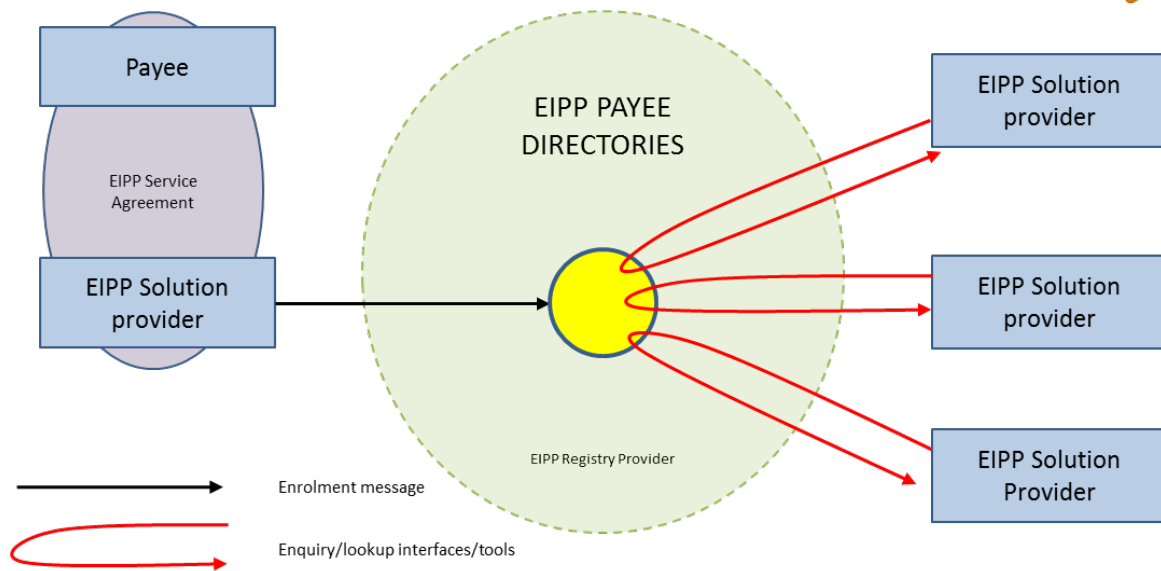 Payee
EIPP Service
Agreement
EIPP Solution
provider
EIPP PAYEE
DIRECTORIES
EIPP Registry Provider
EIPP Solution
provider
EIPP Solution
provider
EIPP Solution
Provider
Enrolment message
Enquiry/lookup interfaces/tools